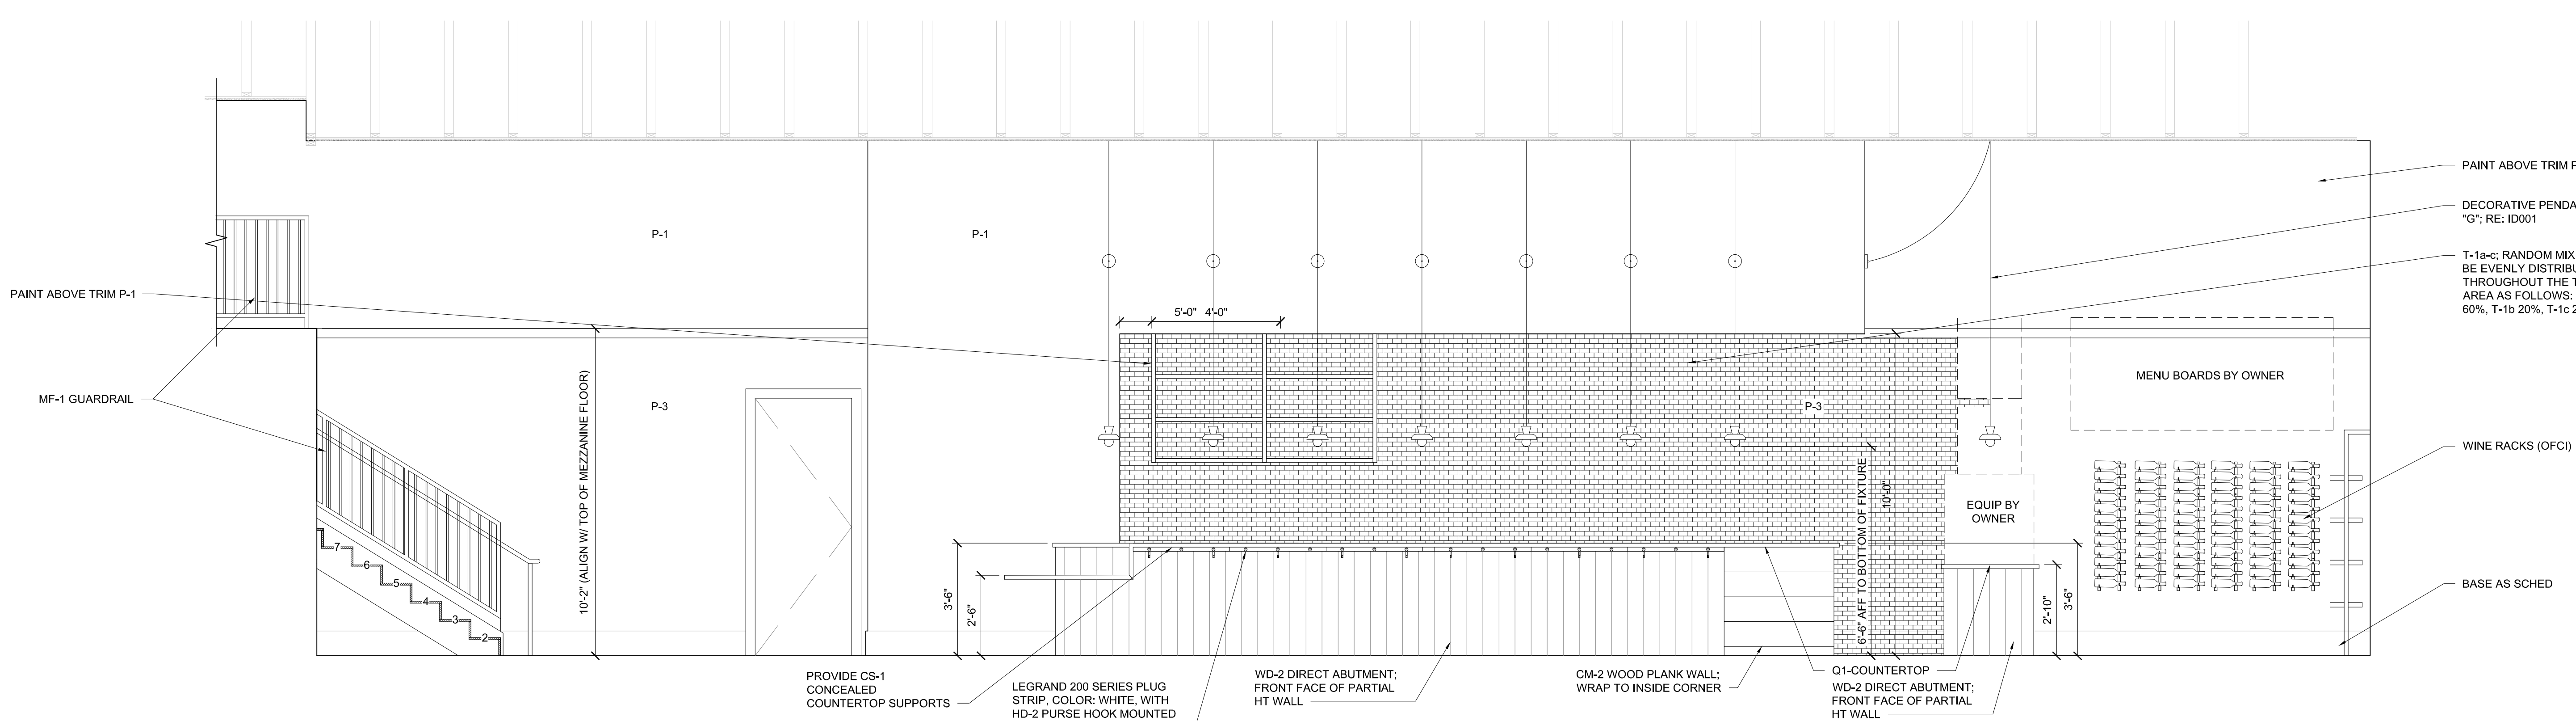 P-1
P-1
PAINT ABOVE TRIM P
DECORATIVE PENDA
"G"; RE: ID001
T-1a-c; RANDOM MIX
BE EVENLY DISTRIBU
THROUGHOUT THE T
AREA AS FOLLOWS:
60%, T-1b 20%, T-1c 2
PAINT ABOVE TRIM P-1
5'-0" 4'-0"
MF-1 GUARDRAIL
P-3
P-3
MENU BOARDS BY OWNER
10'-2" (ALIGN W/ TOP OF MEZZANINE FLOOR)
6'-6" AFF TO BOTTOM OF FIXTURE
10'-0"
EQUIP BY
OWNER
WINE RACKS (OFCI)
7
6
5
4
3
2
3'-6"
2'-6"
2'-10"
3'-6"
BASE AS SCHED
PROVIDE CS-1
CONCEALED
COUNTERTOP SUPPORTS
LEGRAND 200 SERIES PLUG
STRIP, COLOR: WHITE, WITH
HD-2 PURSE HOOK MOUNTED
WD-2 DIRECT ABUTMENT;
FRONT FACE OF PARTIAL
HT WALL
CM-2 WOOD PLANK WALL;
WRAP TO INSIDE CORNER
Q1-COUNTERTOP
WD-2 DIRECT ABUTMENT;
FRONT FACE OF PARTIAL
HT WALL